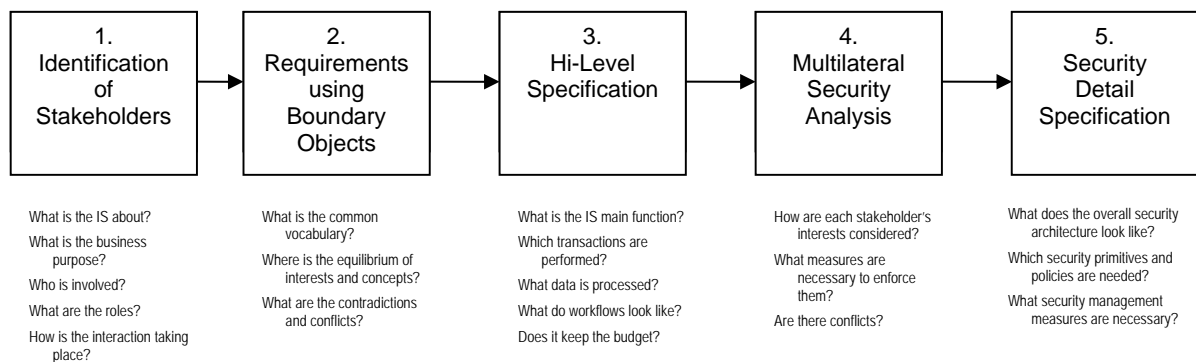 1.
Identification
of
Stakeholders
2.
Requirements
using
Boundary
Objects
3.
Hi-Level
Specification
4.
Multilateral
Security
Analysis
5.
Security
Detail
Specification
What is the IS about?
What is the business
purpose?
Who is involved?
What are the roles?
How is the interaction taking
place?
What is the common
vocabulary?
Where is the equilibrium of
interests and concepts?
What are the contradictions
and conflicts?
What is the IS main function?
Which transactions are
performed?
What data is processed?
What do workflows look like?
Does it keep the budget?
How are each stakeholder's
interests considered?
What measures are
necessary to enforce
them?
Are there conflicts?
What does the overall security
architecture look like?
Which security primitives and
policies are needed?
What security management
measures are necessary?